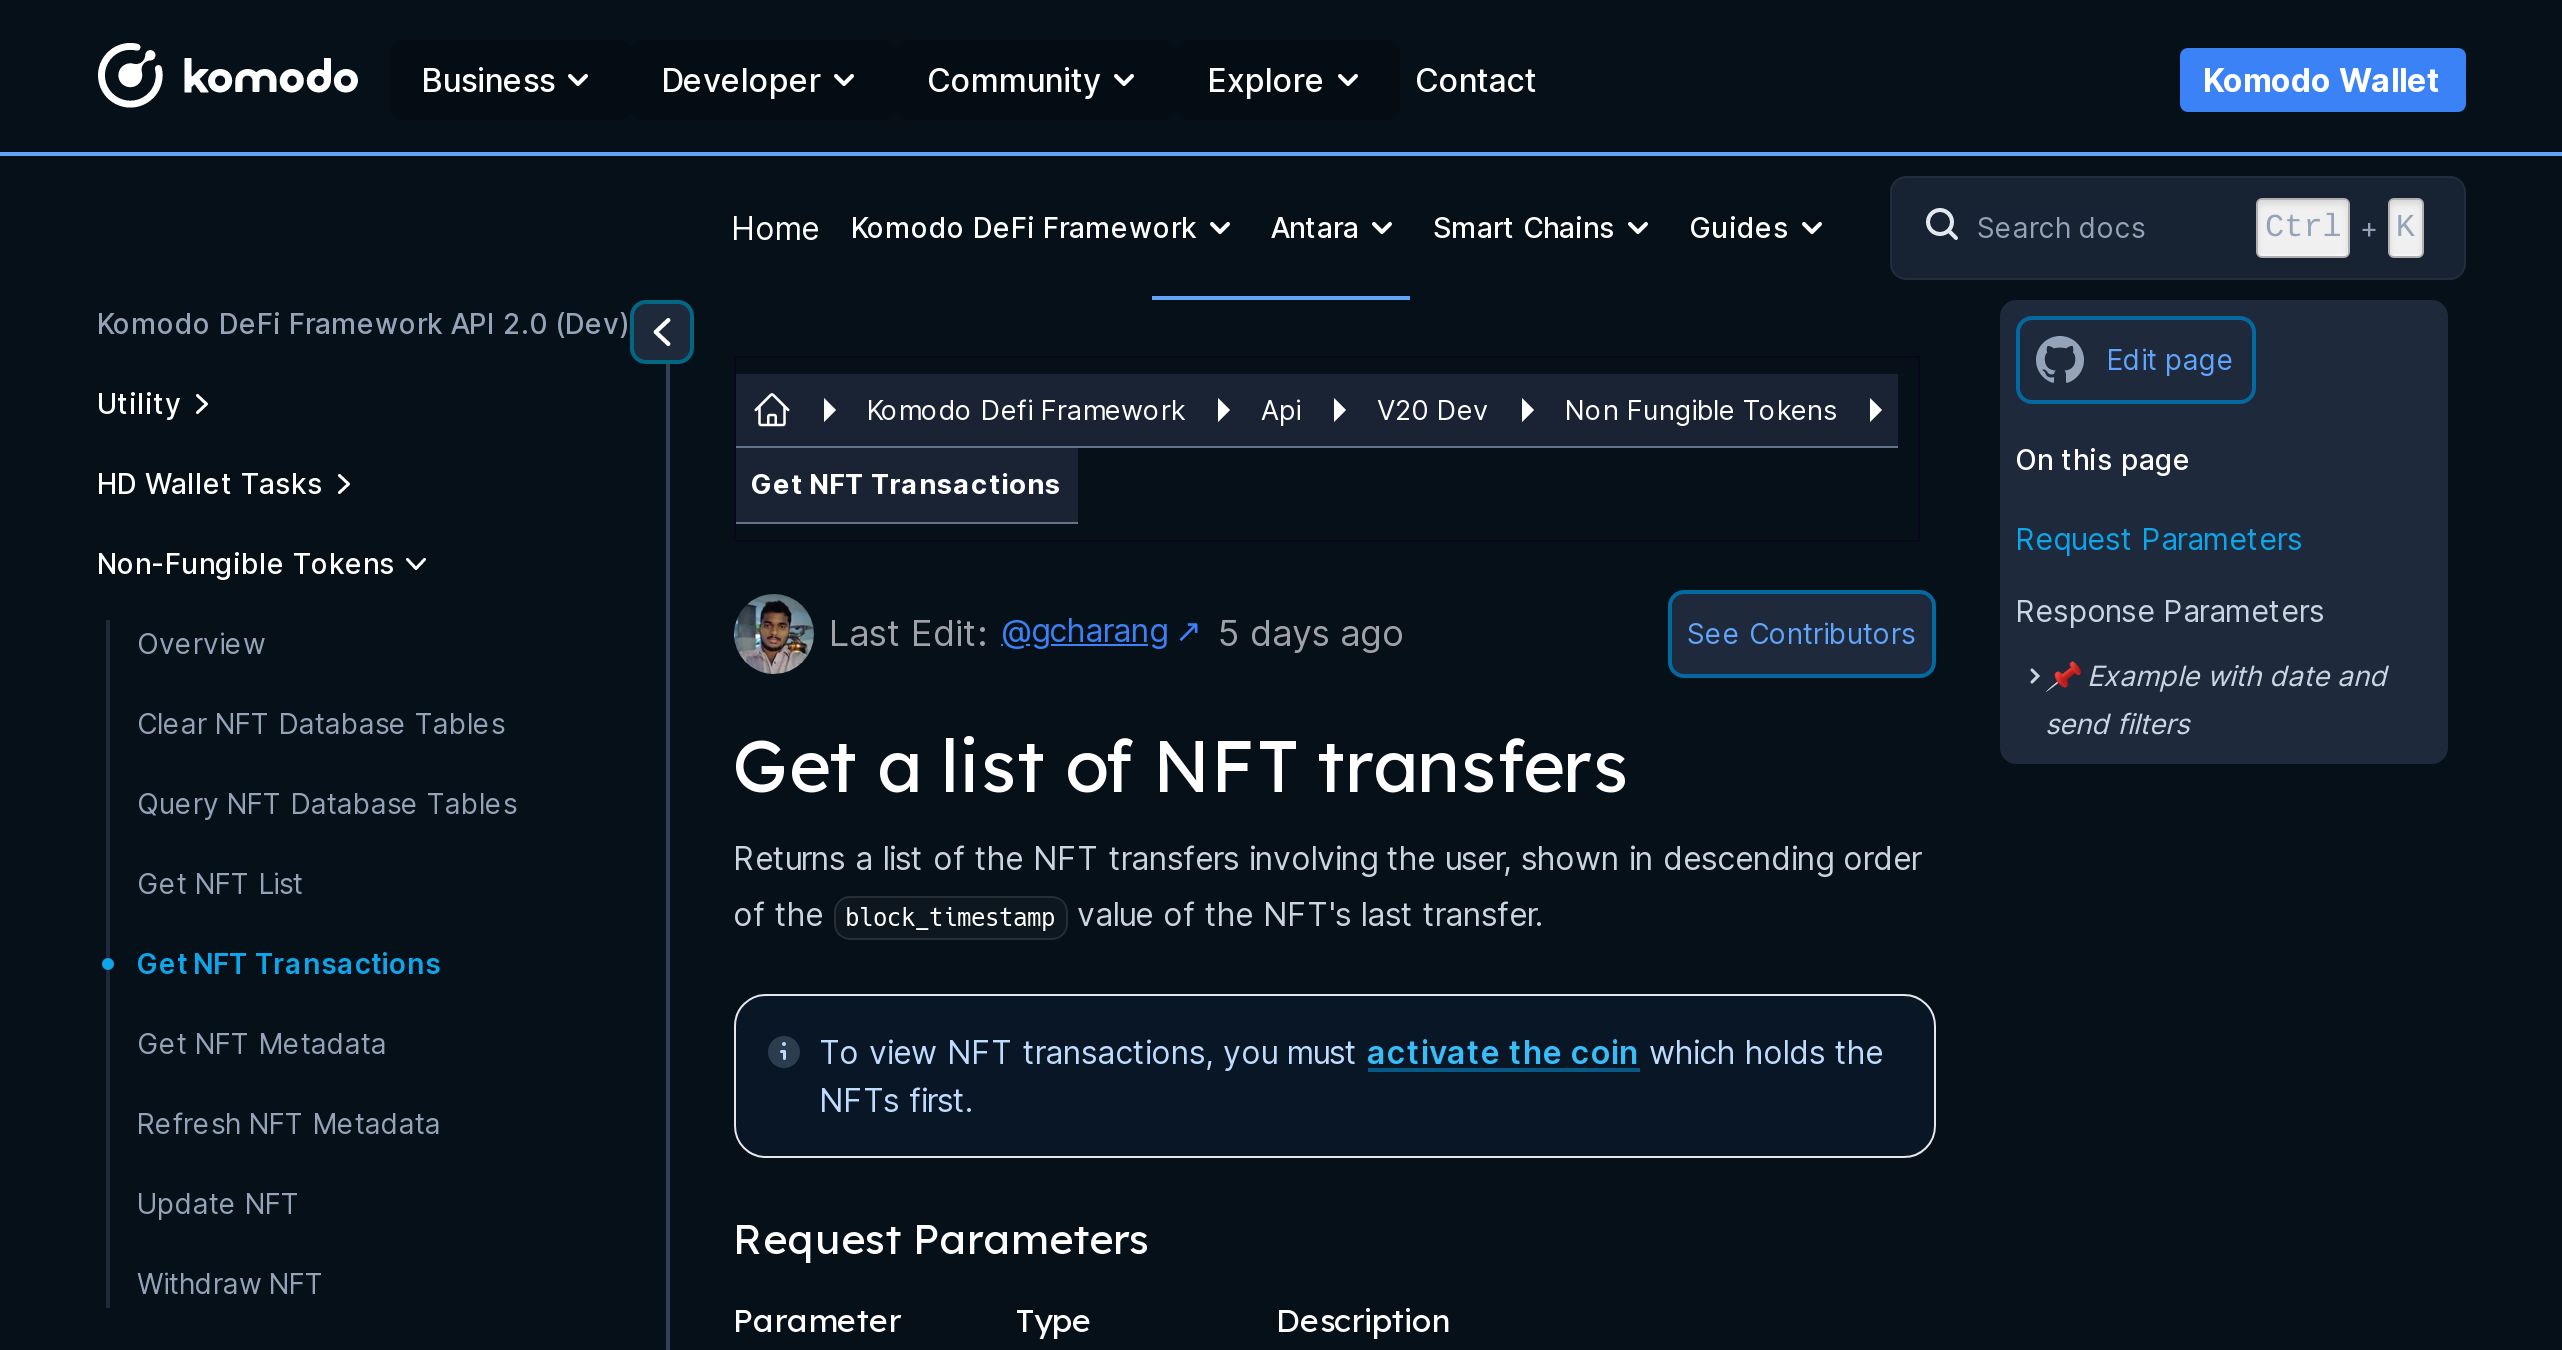 komodo
Business
Developer
Community
Explore
Contact
Komodo Wallet
Home
Komodo DeFi Framework
Antara
Smart Chains
Guides
Search docs
Ctrl + K
Komodo DeFi Framework API 2.0 (Dev)
Utility
HD Wallet Tasks
Non-Fungible Tokens
Overview
Clear NFT Database Tables
Query NFT Database Tables
Get NFT List
Get NFT Transactions
Get NFT Metadata
Refresh NFT Metadata
Update NFT
Withdraw NFT
Komodo Defi Framework
Api
V20 Dev
Non Fungible Tokens
Get NFT Transactions
Last Edit: @gcharang ↗ 5 days ago
See Contributors
Get a list of NFT transfers
Returns a list of the NFT transfers involving the user, shown in descending order
of the block_timestamp value of the NFT's last transfer.
To view NFT transactions, you must activate the coin which holds the
NFTs first.
Request Parameters
Parameter
Type
Description
Edit page
On this page
Request Parameters
Response Parameters
📌 Example with date and
send filters